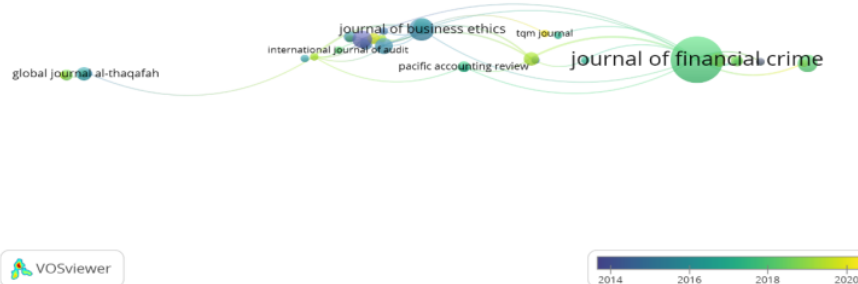 journal of business ethics
tqm journal
international journal of audit
journal of financial crime
pacific accounting review
global journal al-thaqafah
VOSviewer
2014 2016 2018 2020